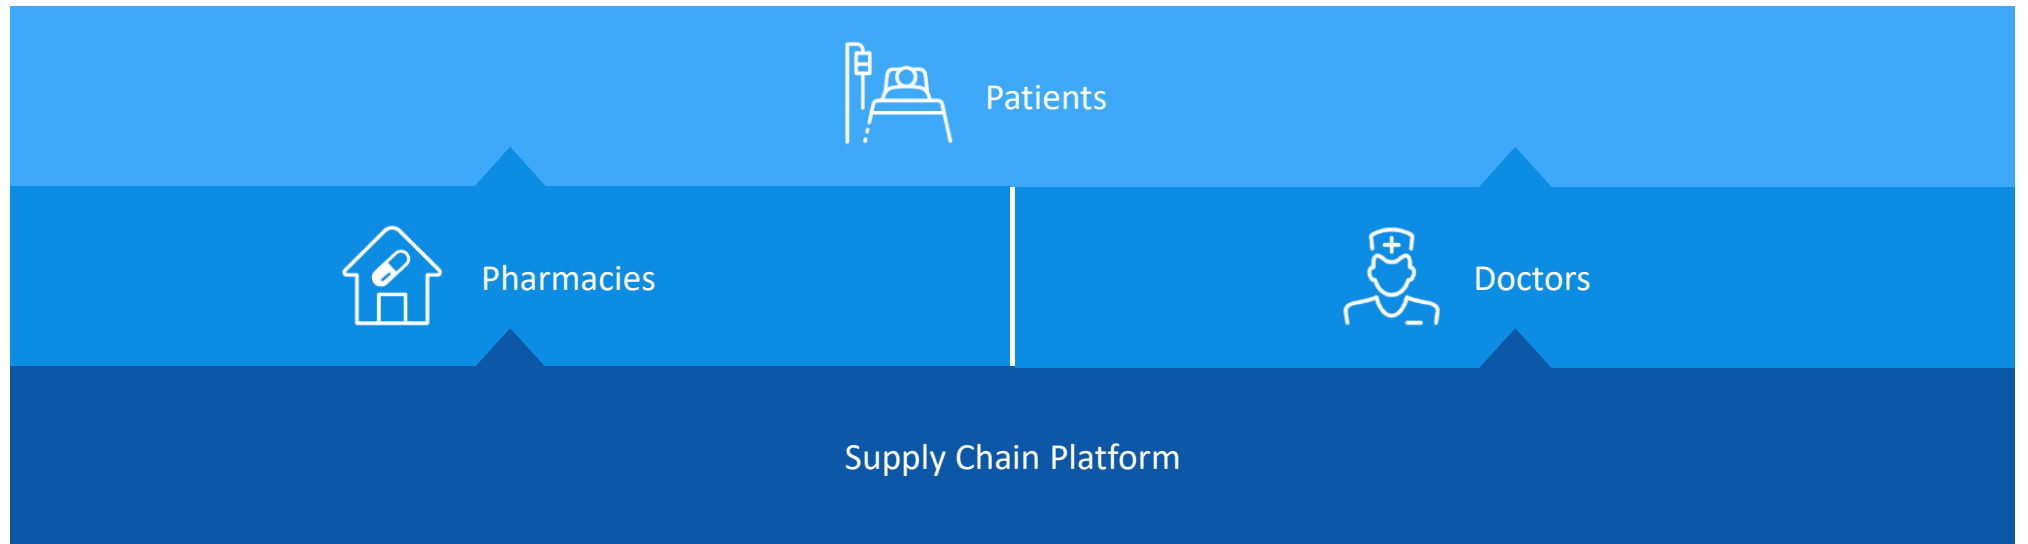 Patients
Pharmacies
Doctors
Supply Chain Platform